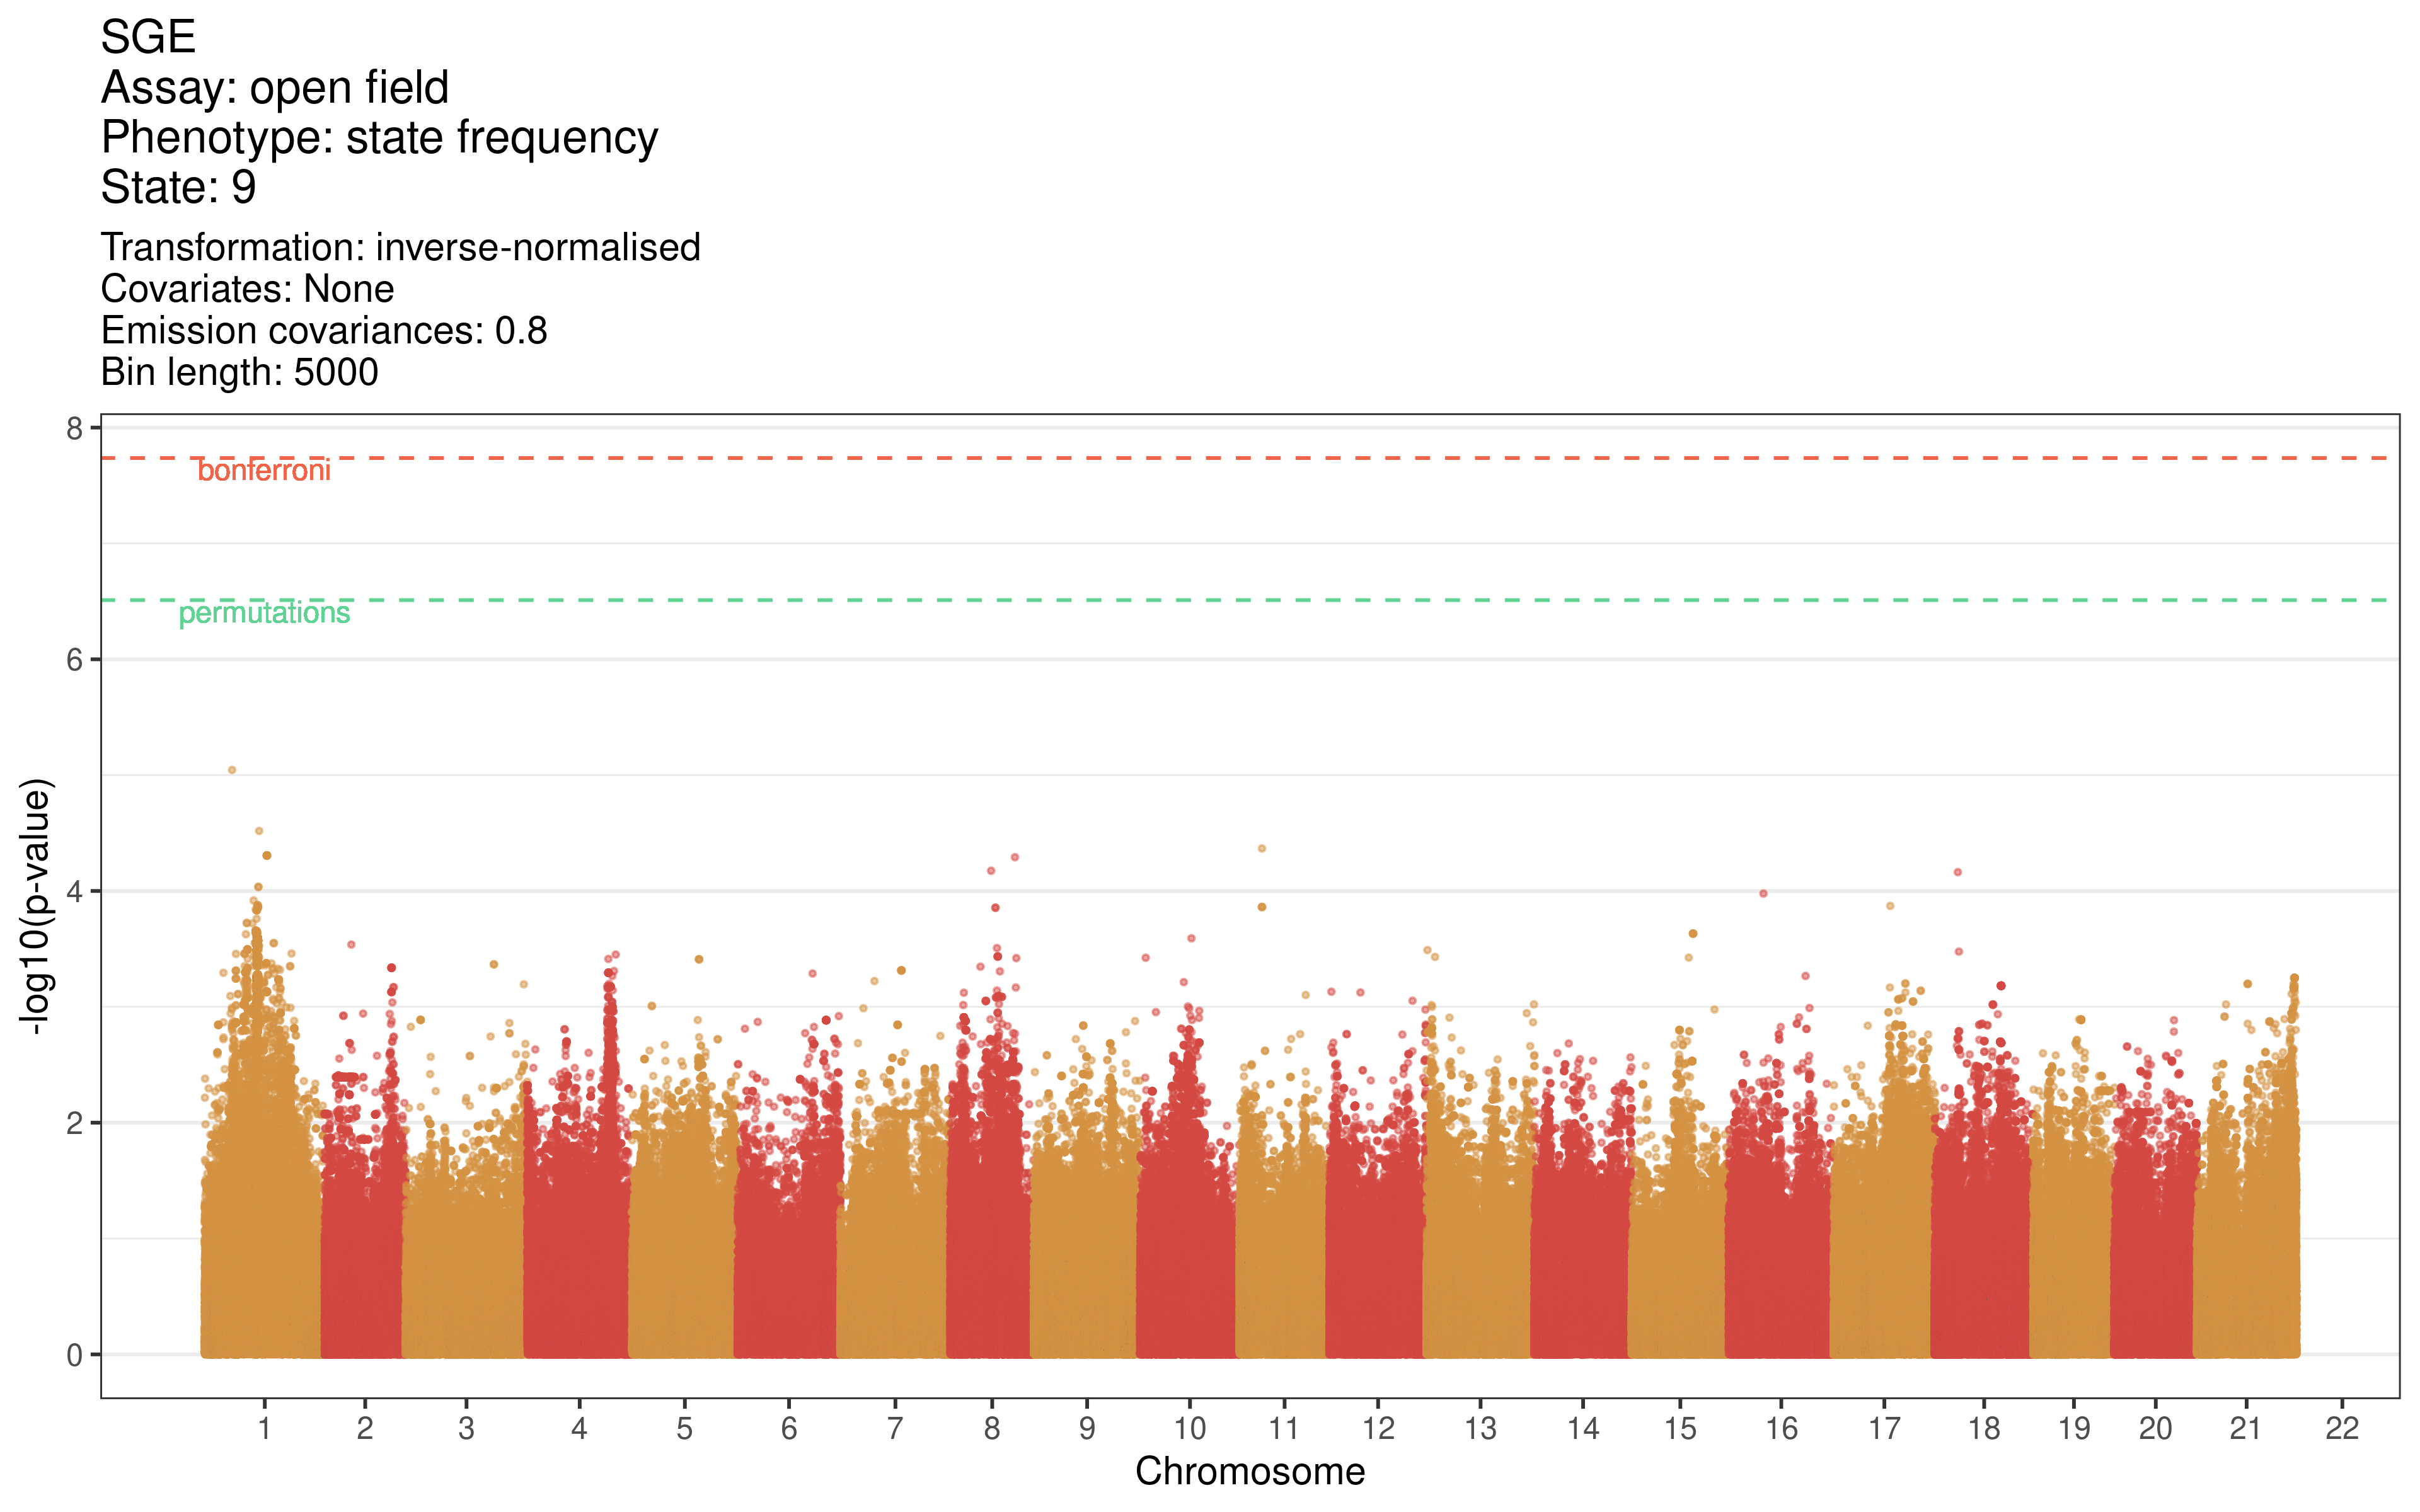 SGE
Assay: open field
Phenotype: state frequency
State: 9
Transformation: inverse-normalised
Covariates: None
Emission covariances: 0.8
Bin length: 5000
8
bonferroni
permutations
6
4
2
0
-log10(p-value)
1 2 3 4 5 6 7 8 9 10 11 12 13 14 15 16 17 18 19 20 21 22
Chromosome